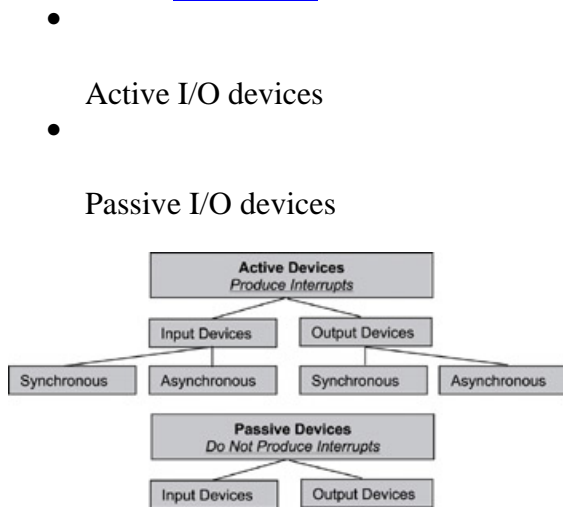 •
Active I/O devices
•
Passive I/O devices
Active Devices
Produce Interrupts
Input Devices Output Devices
Synchronous Asynchronous Synchronous Asynchronous
Passive Devices
Do Not Produce Interrupts
Input Devices Output Devices